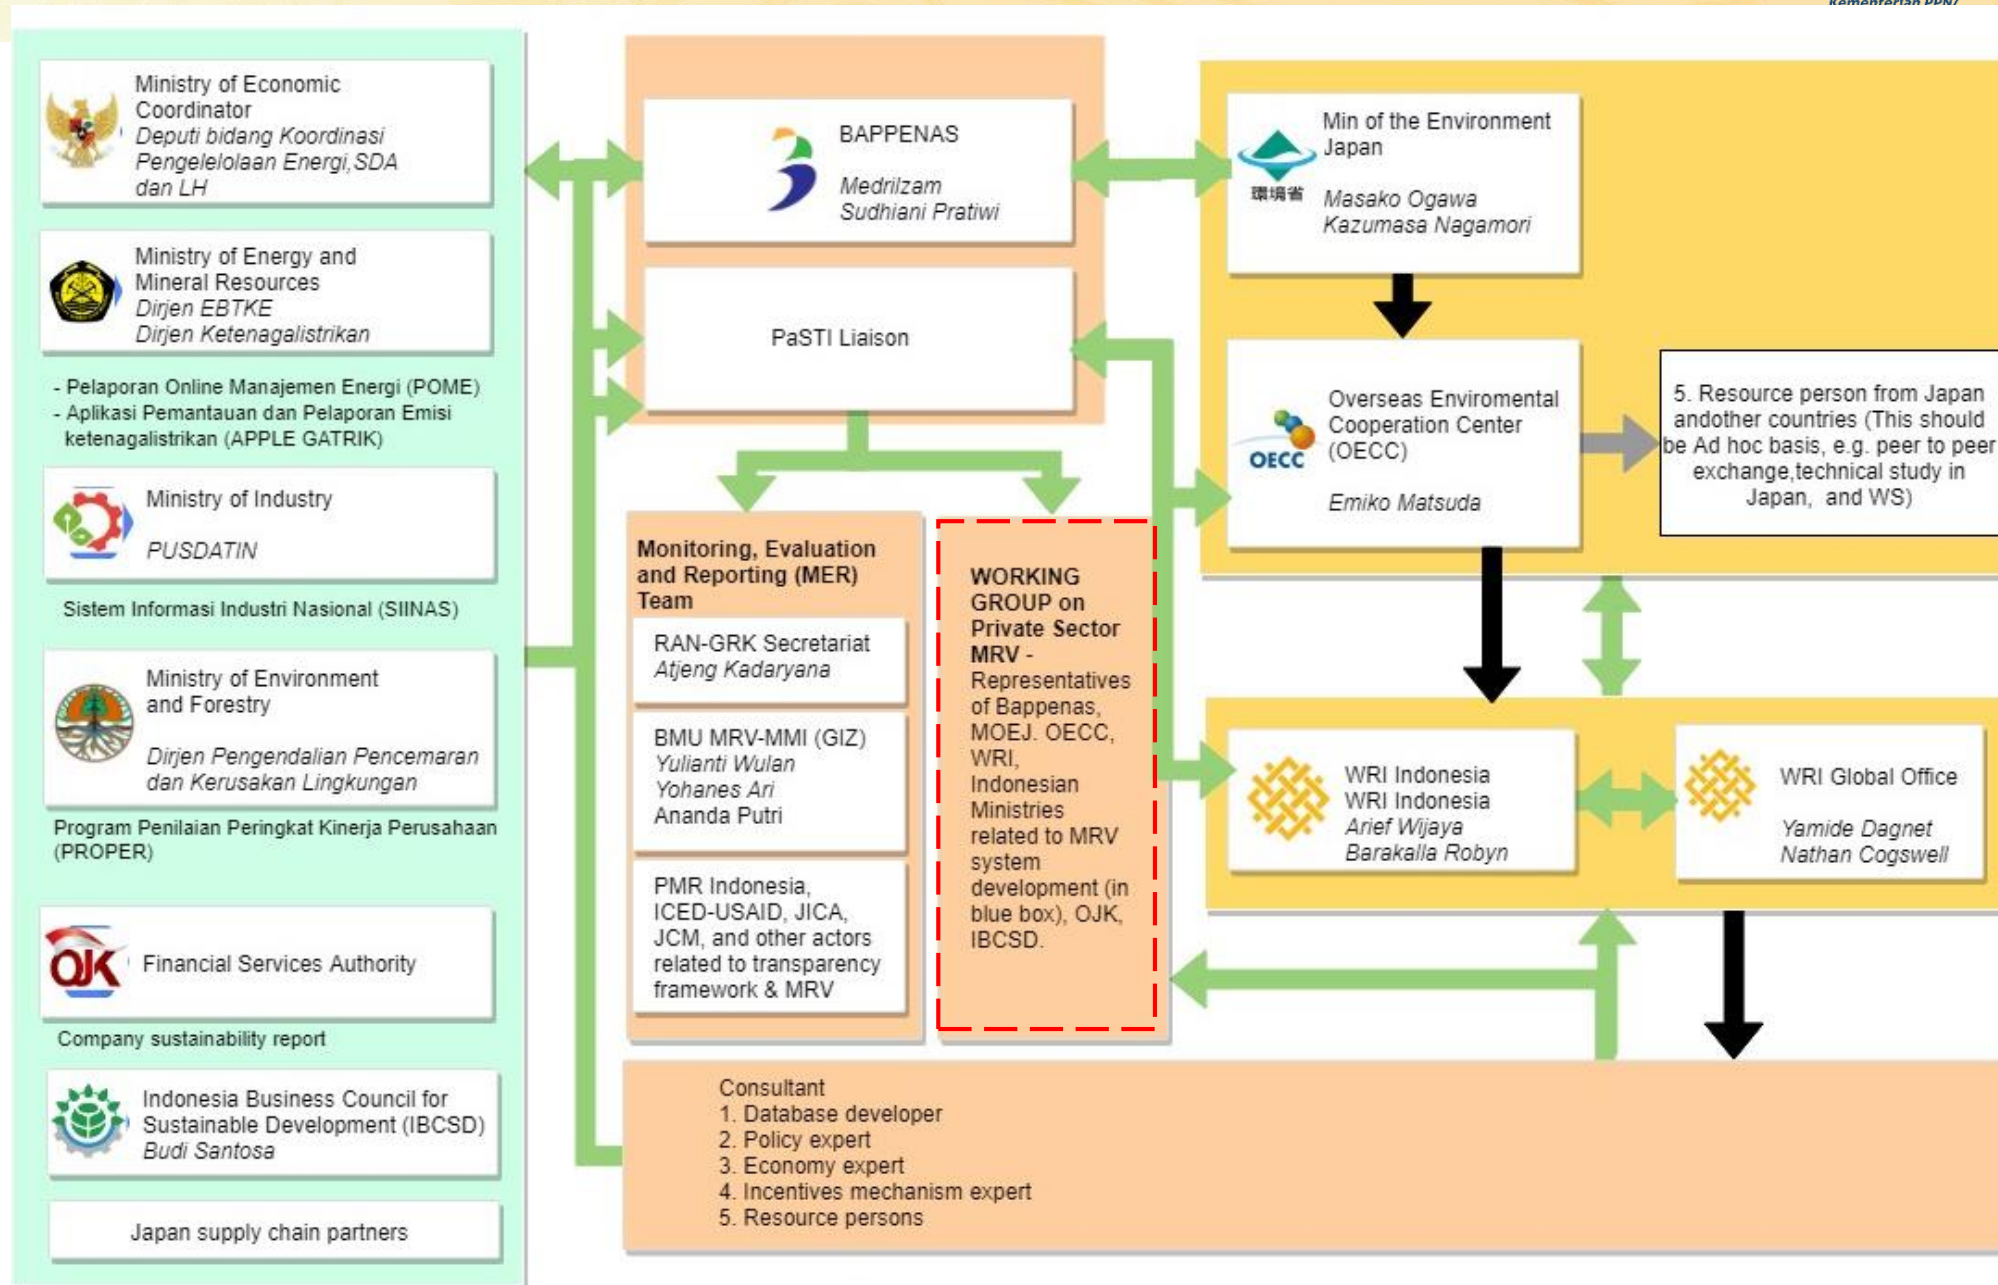 Kementerian PPN/
Ministry of Economic
Coordinator
Deputi bidang Koordinasi
Pengelelolaan Energi,SDA
dan LH
Ministry of Energy and
Mineral Resources
Dirjen EBTKE
Dirjen Ketenagalistrikan
- Pelaporan Online Manajemen Energi (POME)
- Aplikasi Pemantauan dan Pelaporan Emisi
ketenagalistrikan (APPLE GATRIK)
Ministry of Industry
PUSDATIN
Sistem Informasi Industri Nasional (SIINAS)
Ministry of Environment
and Forestry
Dirjen Pengendalian Pencemaran
dan Kerusakan Lingkungan
Program Penilaian Peringkat Kinerja Perusahaan
(PROPER)
OJK
Financial Services Authority
Company sustainability report
Indonesia Business Council for
Sustainable Development (IBCSD)
Budi Santosa
Japan supply chain partners
BAPPENAS
Medrilzam
Sudhiani Pratiwi
PaSTI Liaison
Monitoring, Evaluation
and Reporting (MER)
Team
RAN-GRK Secretariat
Atjeng Kadaryana
BMU MRV-MMI (GIZ)
Yulianti Wulan
Yohanes Ari
Ananda Putri
PMR Indonesia,
ICED-USAID, JICA,
JCM, and other actors
related to transparency
framework & MRV
WORKING
GROUP on
Private Sector
MRV -
Representatives
of Bappenas,
MOEJ. OECC,
WRI,
Indonesian
Ministries
related to MRV
system
development (in
blue box), OJK,
IBCSD.
Min of the Environment
Japan
環境省
Masako Ogawa
Kazumasa Nagamori
Overseas Enviromental
Cooperation Center
(OECC)
OECC
Emiko Matsuda
5. Resource person from Japan
andother countries (This should
be Ad hoc basis, e.g. peer to peer
exchange,technical study in
Japan, and WS)
WRI Indonesia
WRI Indonesia
Arief Wijaya
Barakalla Robyn
WRI Global Office
Yamide Dagnet
Nathan Cogswell
Consultant
1. Database developer
2. Policy expert
3. Economy expert
4. Incentives mechanism expert
5. Resource persons